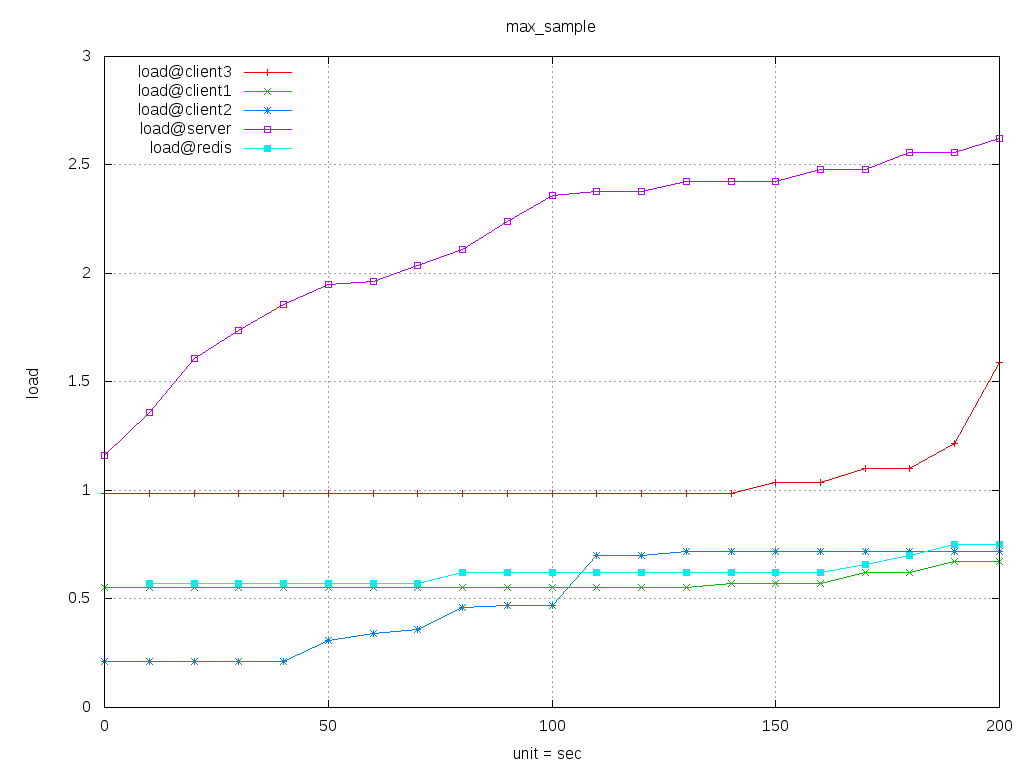 max_sample
3
load@client3
load@client1
load@client2
load@server
load@redis
2.5
2
1.5
load
1
0.5
0
0 50 100 150 200
unit = sec